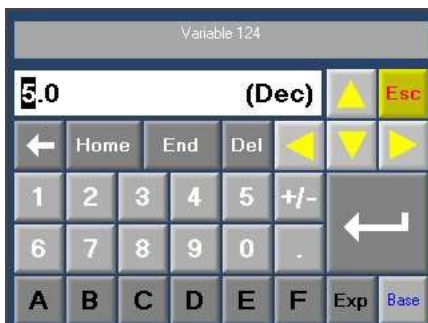 Variable 124
5.0 (Dec) Esc
Home End Del
1 2 3 4 5 +/-
6 7 8 9 0 .
A B C D E F Exp Base